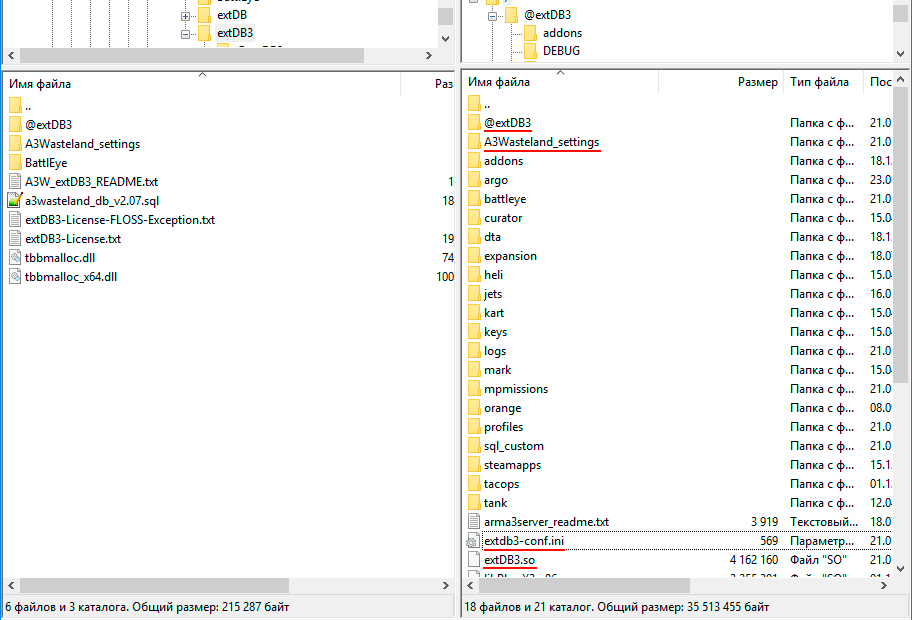 extDB
extDB3
Имя файла
Раз
..
@extDB3
A3Wasteland_settings
BattlEye
A3W_extDB3_README.txt 1
a3wasteland_db_v2.07.sql 18
extDB3-License-FLOSS-Exception.txt
extDB3-License.txt 19
tbbmalloc.dll 74
tbbmalloc_x64.dll 100
6 файлов и 3 каталога. Общий размер: 215 287 байт
@extDB3
addons
DEBUG
Имя файла Размер Тип файла Пос
..
@extDB3 Папка с ф... 21.0
A3Wasteland_settings Папка с ф... 21.0
addons Папка с ф... 18.1
argo Папка с ф... 23.0
battleye Папка с ф... 21.0
curator Папка с ф... 15.0
dta Папка с ф... 18.1
expansion Папка с ф... 18.0
heli Папка с ф... 15.0
jets Папка с ф... 16.0
kart Папка с ф... 15.0
keys Папка с ф... 15.0
logs Папка с ф... 21.0
mark Папка с ф... 15.0
mpmissions Папка с ф... 21.0
orange Папка с ф... 08.0
profiles Папка с ф... 21.0
sql_custom Папка с ф... 21.0
steamapps Папка с ф... 15.1
tacops Папка с ф... 01.1
tank Папка с ф... 12.0
arma3server_readme.txt 3 919 Текстовый... 18.0
extdb3-conf.ini 569 Параметр... 21.0
extDB3.so 4 162 160 Файл "SO" 21.0
18 файлов и 21 каталог. Общий размер: 35 513 455 байт